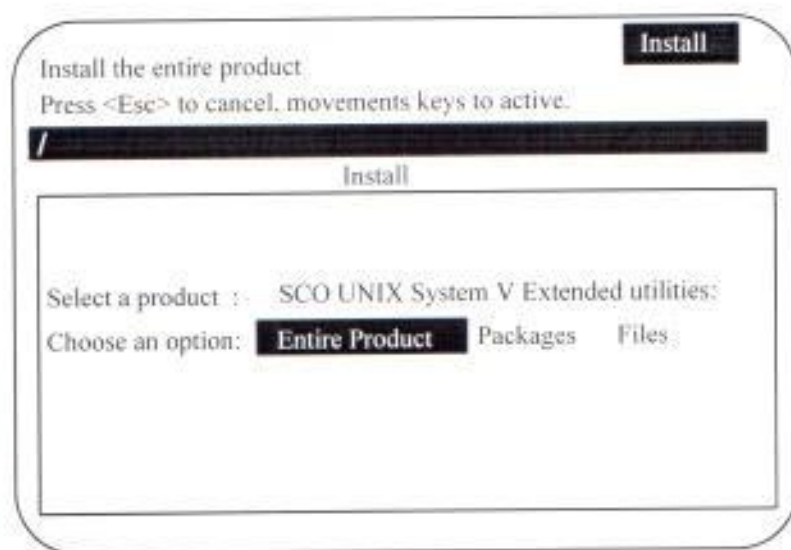 Install
Install the entire product
Press <Esc> to cancel, movements keys to active.
/
Install
Select a product : SCO UNIX System V Extended utilities:
Choose an option: Entire Product Packages Files